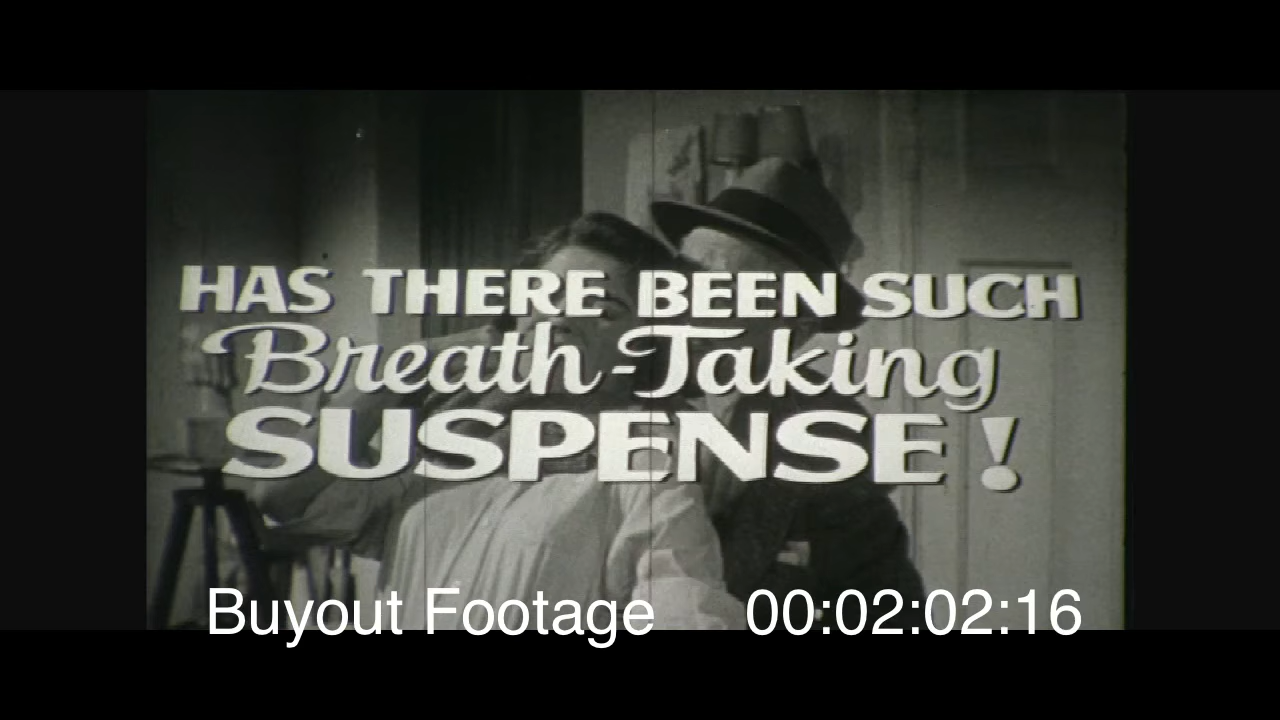 HAS THERE BEEN SUCH
Breath-Taking
SUSPENSE!
Buyout Footage 00:02:02:16